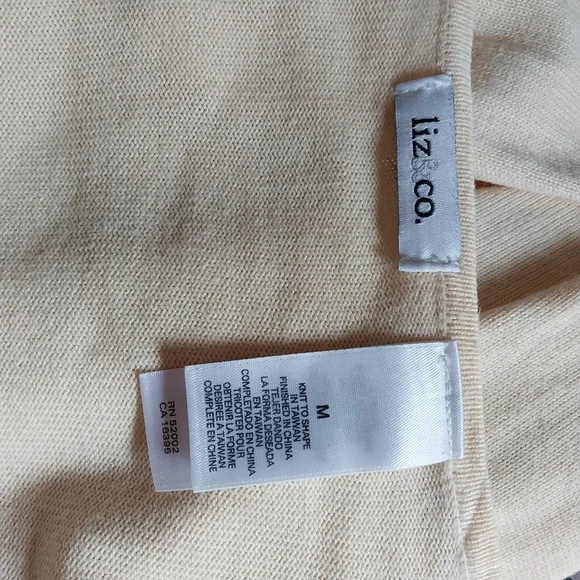 liz&co.
M
KNIT TO SHAPE
IN TAIWAN
FINISHED IN CHINA
TEJER DANDO
LA FORMA DESEADA
EN TAIWAN
COMPLETADO EN CHINA
TRICOTER POUR
OBTENIR LA FORME
DESIREE A TAIWAN
COMPLETE EN CHINE
RN 52002
CA 16396